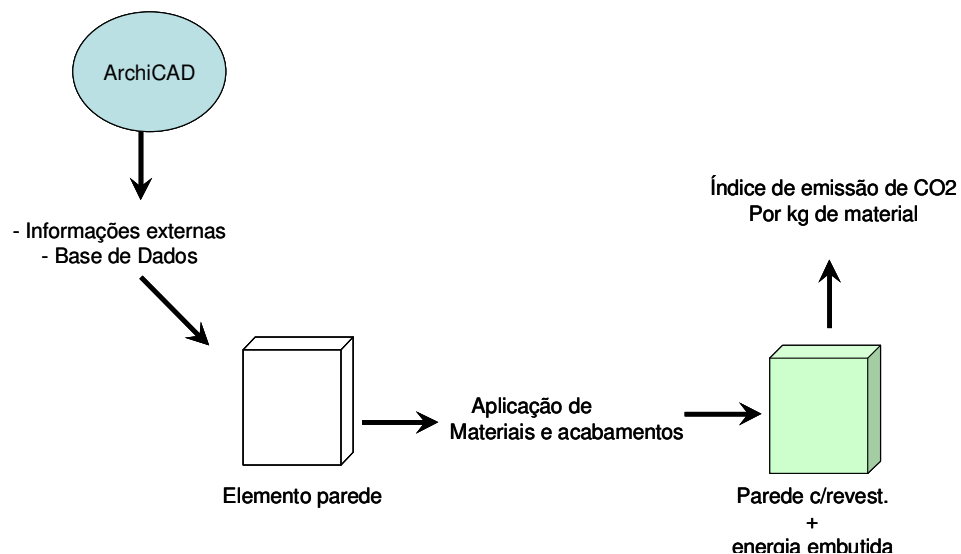 ArchiCAD
- Informações externas
- Base de Dados
Elemento parede
Aplicação de
Materiais e acabamentos
Índice de emissão de CO2
Por kg de material
Parede c/revest.
+
energia embutida